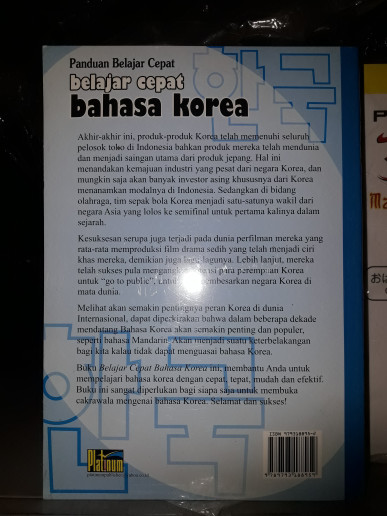 Panduan Belajar Cepat
belajar cepat
bahasa korea
Akhir-akhir ini, produk-produk Korea telah memenuhi seluruh
pelosok toko di Indonesia bahkan produk mereka telah mendunia
dan menjadi saingan utama dari produk jepang. Hal ini
menandakan kemajuan industri yang pesat dari negara Korea, dan
mungkin saja akan banyak investor asing khususnya dari Korea
menanamkan modalnya di Indonesia. Sedangkan di bidang
olahraga, tim sepak bola Korea menjadi satu-satunya wakil dari
negara Asia yang lolos ke semifinal untuk pertama kalinya dalam
sejarah.
Kesuksesan serupa juga terjadi pada dunia perfilman mereka yang
rata-rata memproduksi film drama sedih yang telah menjadi ciri
khas mereka, demikian juga lagu-lagunya. Lebih lanjut, mereka
telah sukses pula para perempuan Korea
untuk "go to public", membesarkan negara Korea di
mata dunia.
Melihat akan semakin pentingnya peran Korea di dunia
Internasional, dapat diperkirakan bahwa dalam beberapa dekade
mendatang Bahasa Korea akan semakin penting dan populer,
seperti bahasa Mandarin. Akan menjadi suatu keterbelakangan
bagi kita kalau tidak dapat menguasai bahasa Korea.
Buku Belajar Cepat Bahasa Korea ini, membantu Anda untuk
mempelajari bahasa korea dengan cepat, tepat, mudah dan efektif.
Buku ini sangat diperlukan bagi siapa saja untuk membuka
cakrawala mengenai bahasa Korea. Selamat dan sukses!
Platinum